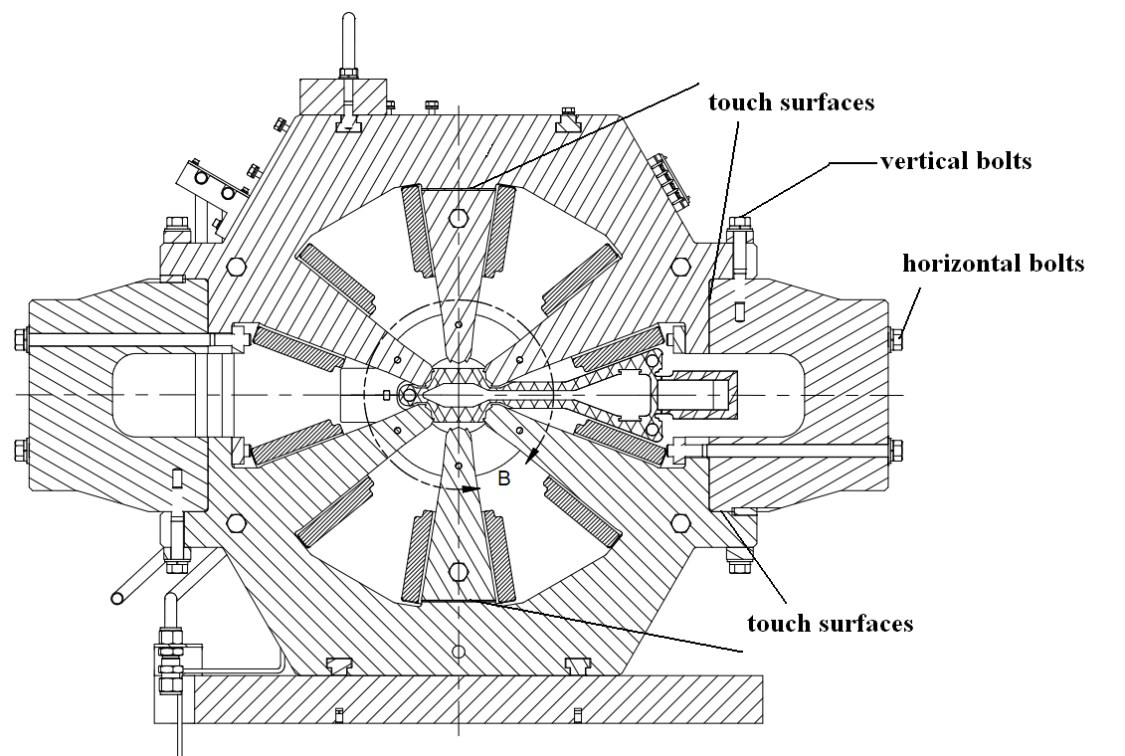 touch surfaces
vertical bolts
horizontal bolts
B
touch surfaces